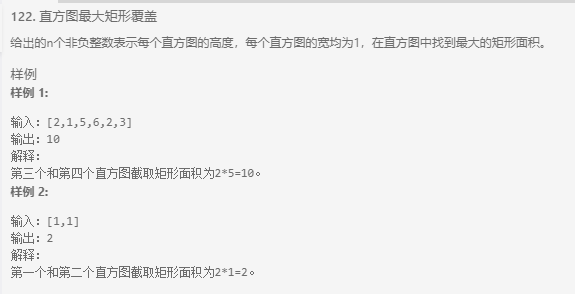 122. 直方图最大矩形覆盖
给出的n个非负整数表示每个直方图的高度，每个直方图的宽均为1，在直方图中找到最大的矩形面积。
样例
样例 1:
输入：[2,1,5,6,2,3]
输出：10
解释：
第三个和第四个直方图截取矩形面积为2*5=10。
样例 2:
输入：[1,1]
输出：2
解释：
第一个和第二个直方图截取矩形面积为2*1=2。